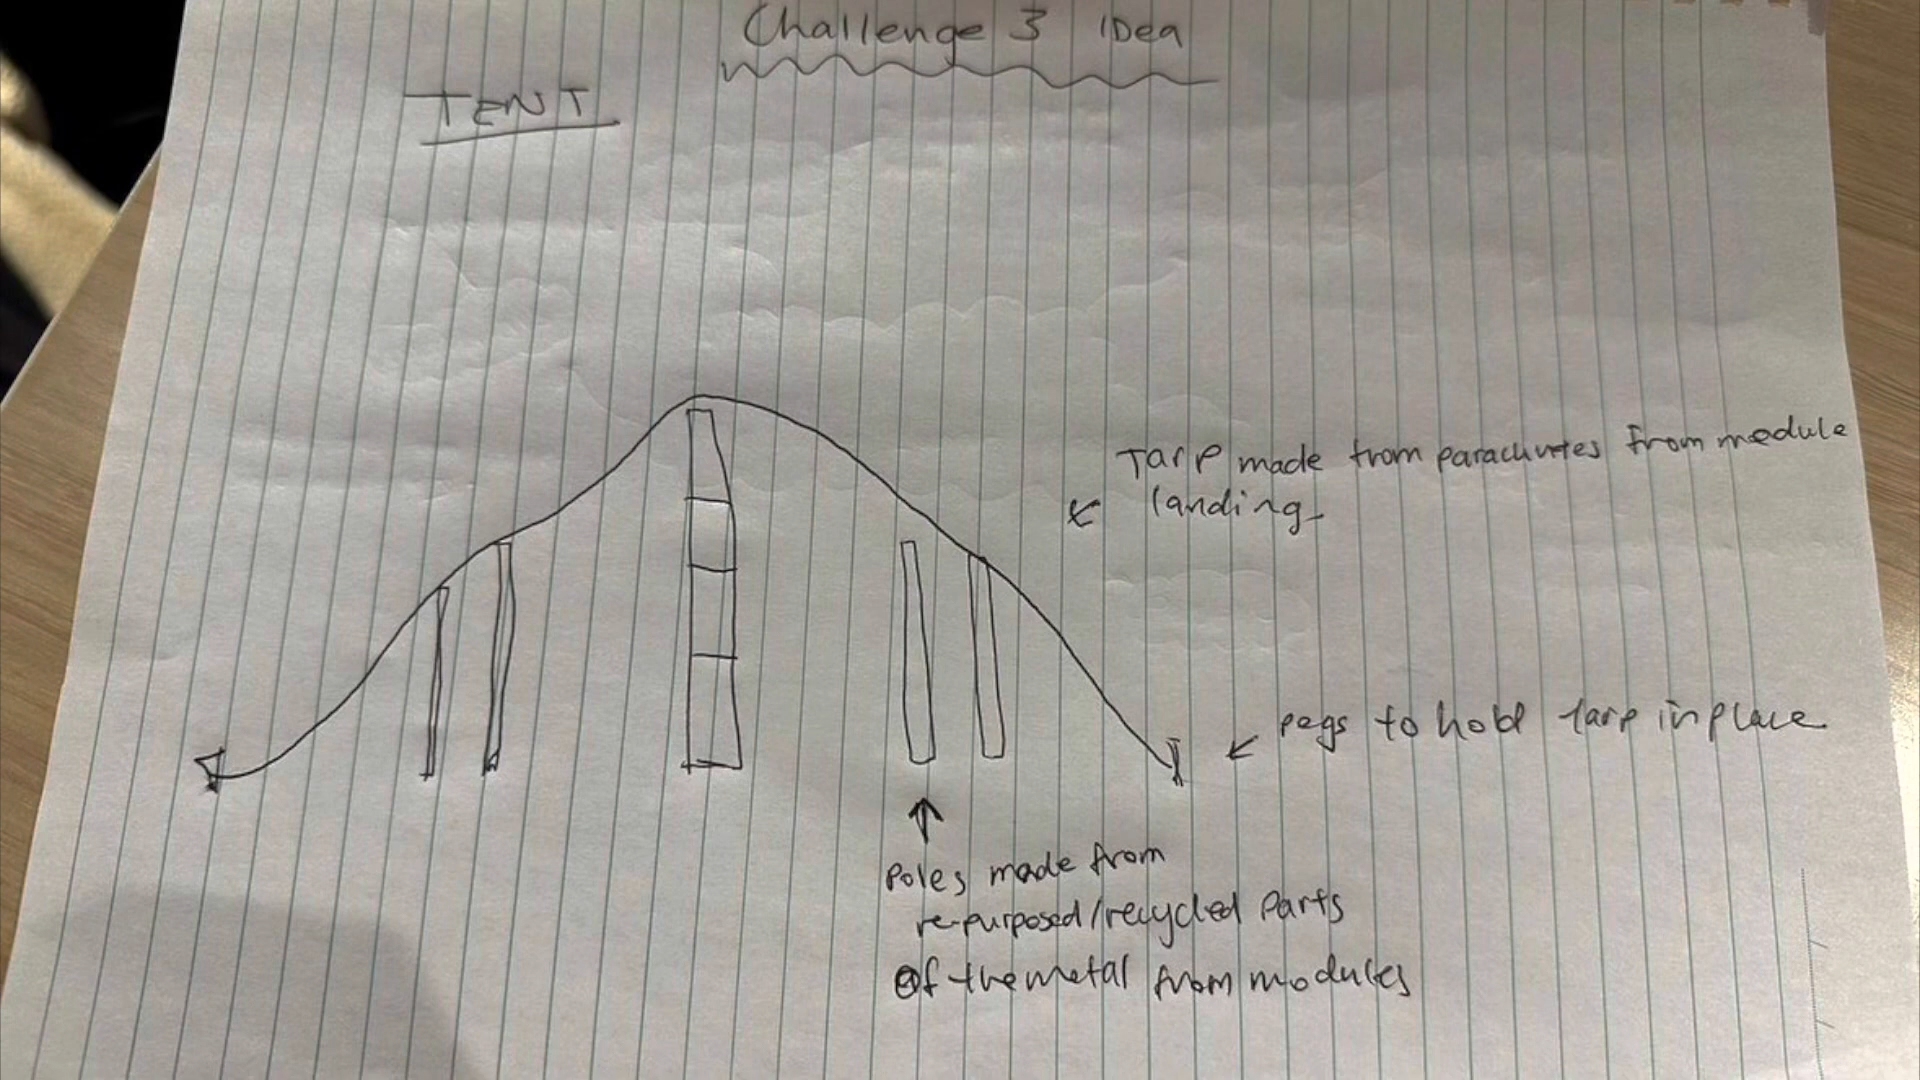 Challenge 3 IDea
TENT
Tarp made from parachutes from module
landing
pegs to hold tarp in place
Poles made from
re-purposed/recycled Parts
Of the metal from modules